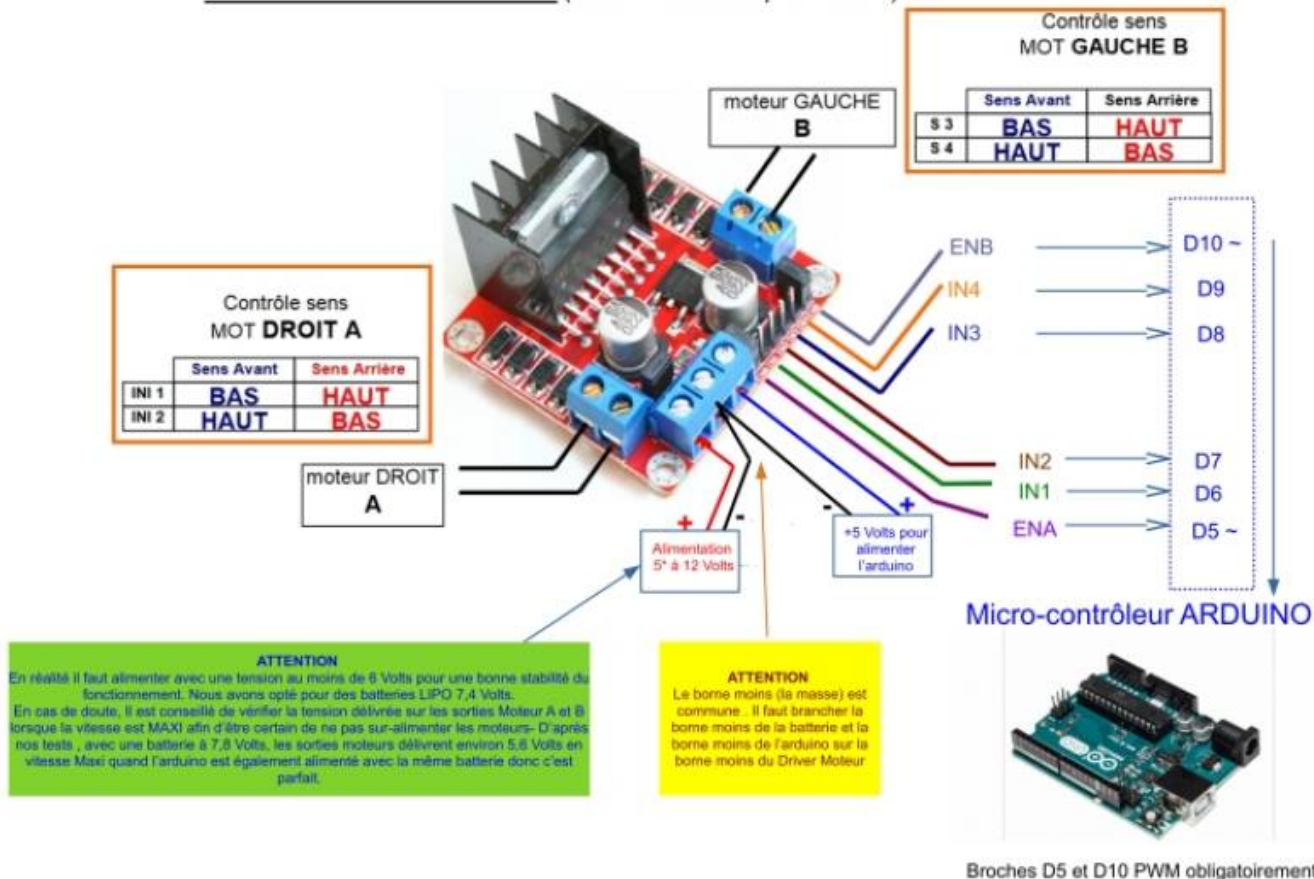 Contrôle sens
MOT GAUCHE B
Sens Avant Sens Arrière
S 3 BAS HAUT
S 4 HAUT BAS
moteur GAUCHE
B
ENB D10 ~
IN4 D9
IN3 D8
Contrôle sens
MOT DROIT A
Sens Avant Sens Arrière
INI 1 BAS HAUT
INI 2 HAUT BAS
moteur DROIT
A
IN2 D7
IN1 D6
ENA D5 ~
+ - - +
Alimentation
5* à 12 Volts
+5 Volts pour
alimenter
l'arduino
Micro-contrôleur ARDUINO
ATTENTION
En réalité il faut alimenter avec une tension au moins de 6 Volts pour une bonne stabilité du
fonctionnement. Nous avons opté pour des batteries LIPO 7,4 Volts.
En cas de doute, il est conseillé de vérifier la tension délivrée sur les sorties Moteur A et B
lorsque la vitesse est MAXI afin d'être certain de ne pas sur-alimenter les moteurs- D'après
nos tests , avec une batterie à 7,8 Volts, les sorties moteurs délivrent environ 5,6 Volts en
vitesse Maxi quand l'arduino est également alimenté avec la même batterie donc c'est
parfait.
ATTENTION
Le borne moins (la masse) est
commune . Il faut brancher la
borne moins de la batterie et la
borne moins de l'arduino sur la
borne moins du Driver Moteur
Broches D5 et D10 PWM obligatoirement